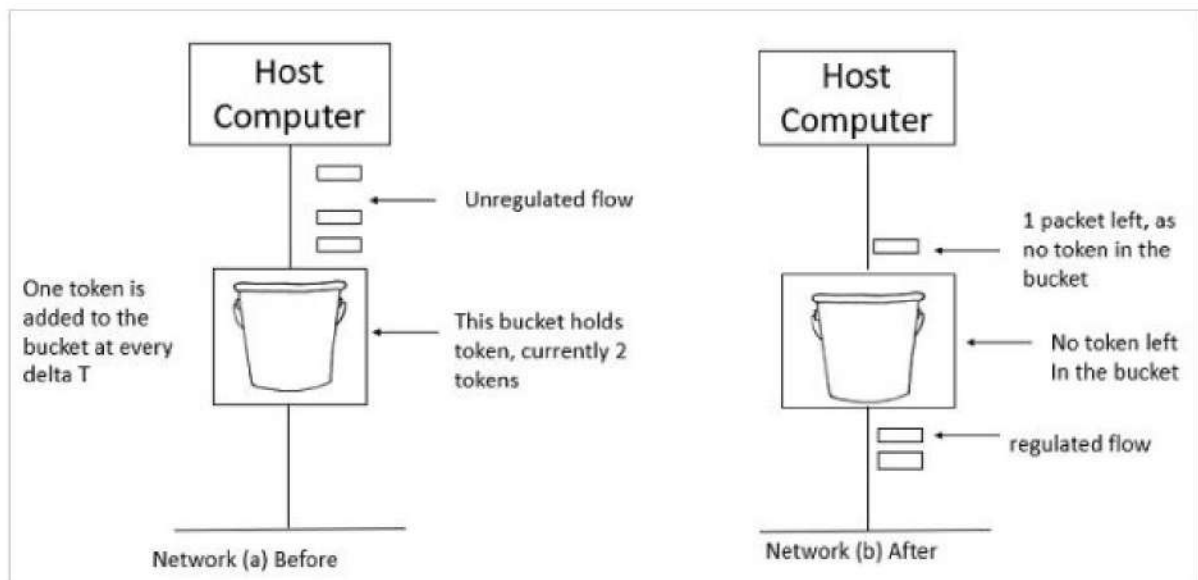 Host
Computer
Unregulated flow
One token is
added to the
bucket at every
delta T
This bucket holds
token, currently 2
tokens
Network (a) Before
Host
Computer
1 packet left, as
no token in the
bucket
No token left
In the bucket
regulated flow
Network (b) After